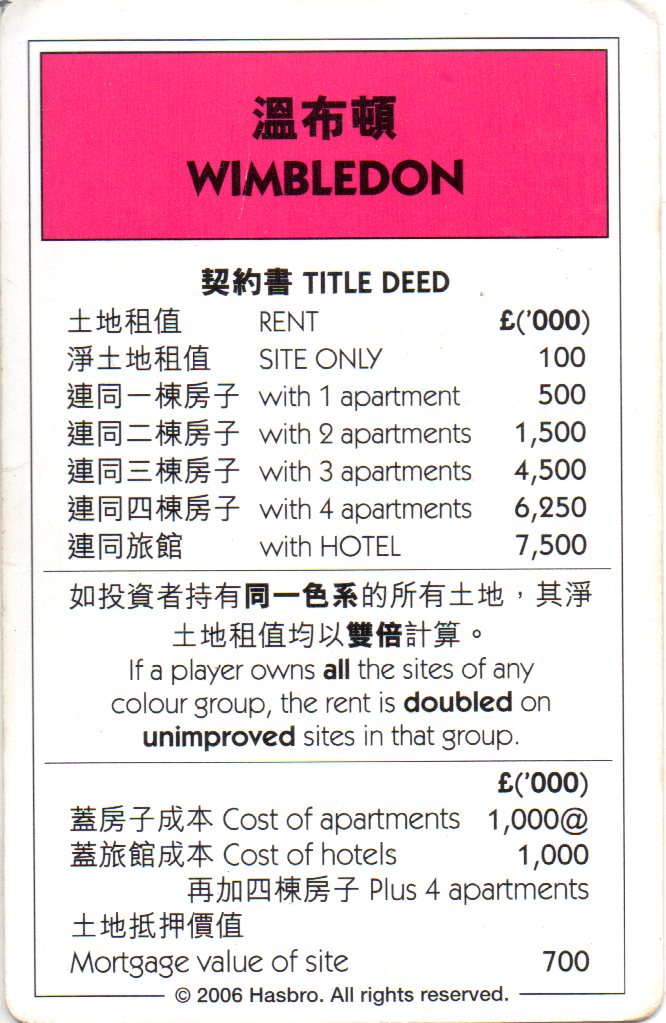 溫布頓
WIMBLEDON
契約書 TITLE DEED
土地租值 RENT £('000)
淨土地租值 SITE ONLY 100
連同一棟房子 with 1 apartment 500
連同二棟房子 with 2 apartments 1,500
連同三棟房子 with 3 apartments 4,500
連同四棟房子 with 4 apartments 6,250
連同旅館 with HOTEL 7,500
如投資者持有同一色系的所有土地，其淨
土地租值均以雙倍計算。
If a player owns all the sites of any
colour group, the rent is doubled on
unimproved sites in that group.
£('000)
蓋房子成本 Cost of apartments 1,000@
蓋旅館成本 Cost of hotels 1,000
再加四棟房子 Plus 4 apartments
土地抵押價值
Mortgage value of site 700
© 2006 Hasbro. All rights reserved.